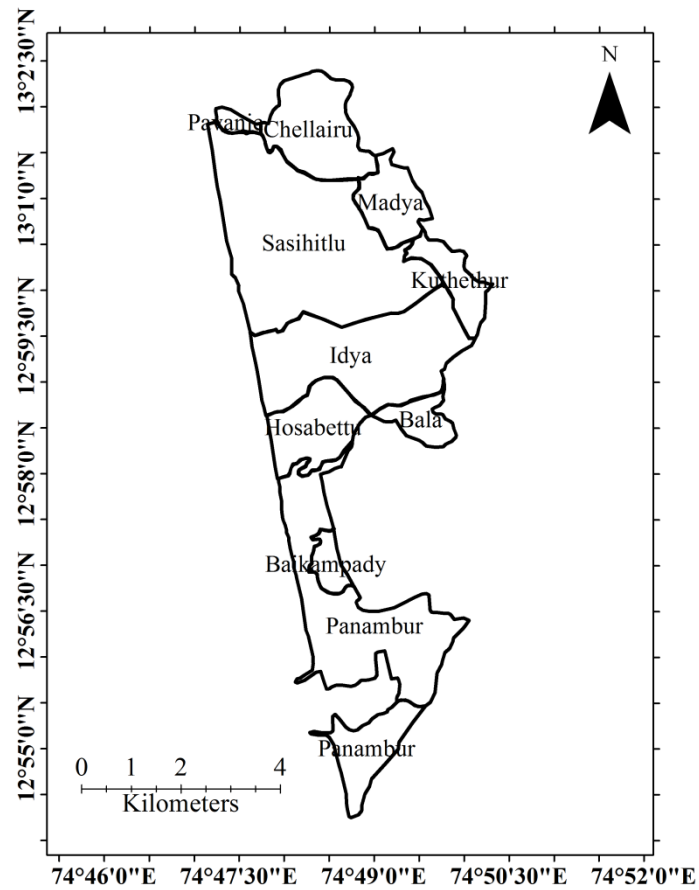 N
13°2'30"N
Pavanje
Chellairu
13°1'0"N
Madya
Sasihitlu
Kuthethur
12°59'30"N
Idya
Hosabettu
Bala
12°58'0"N
Baikampady
12°56'30"N
Panambur
12°55'0"N
Panambur
0 1 2 4
Kilometers
74°46'0"E 74°47'30"E 74°49'0"E 74°50'30"E 74°52'0"E